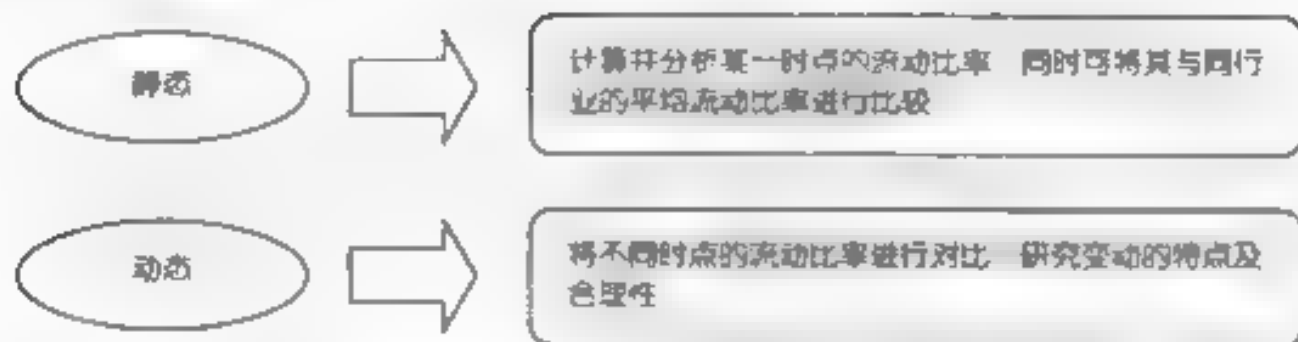 静态
计算并分析某一时点的流动比率 同时可将其与同行
业的平均流动比率进行比较
动态
将不同时点的流动比率进行对比 研究变动的特点及
合理性